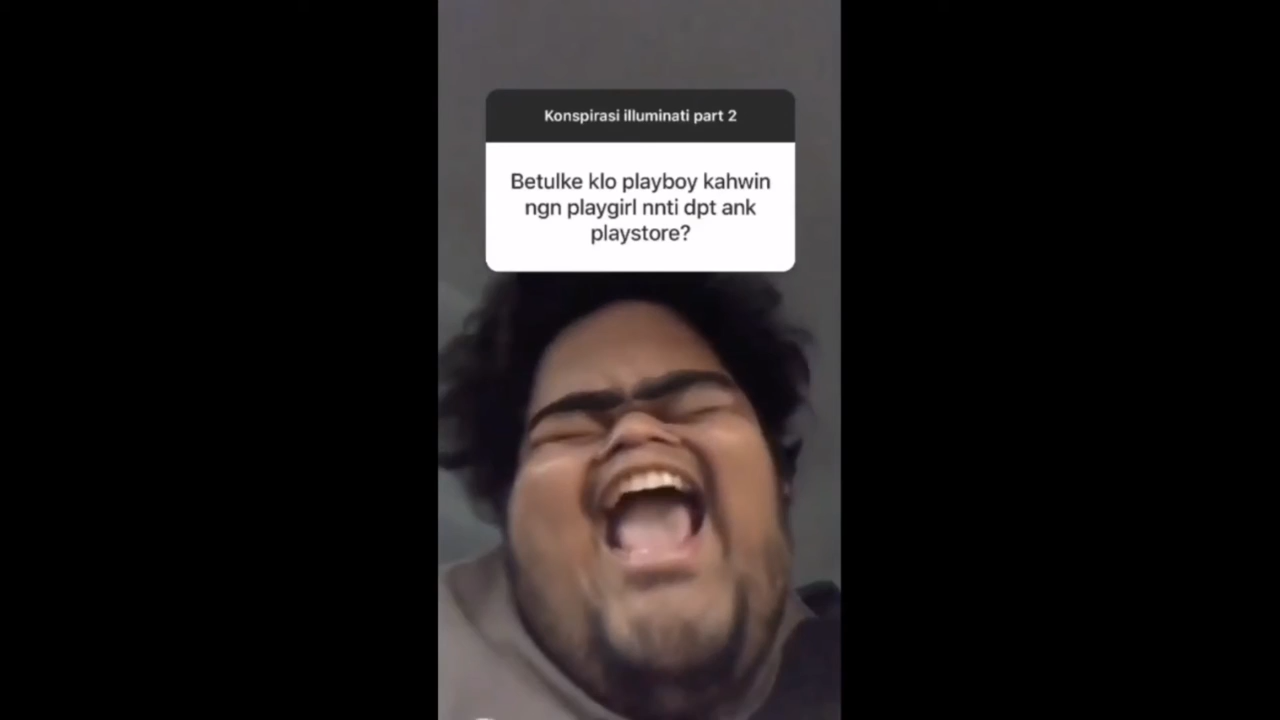 Konspirasi illuminati part 2
Betulke klo playboy kahwin
ngn playgirl nnti dpt ank
playstore?